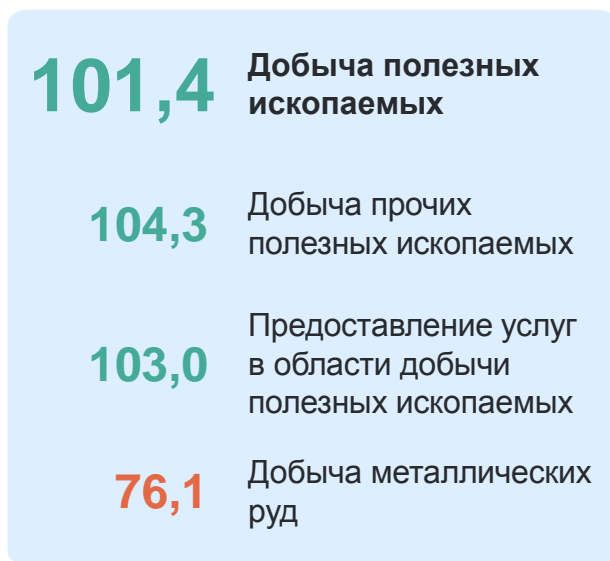 101,4 Добыча полезных
ископаемых
104,3 Добыча прочих
полезных ископаемых
103,0 Предоставление услуг
в области добычи
полезных ископаемых
76,1 Добыча металлических
руд